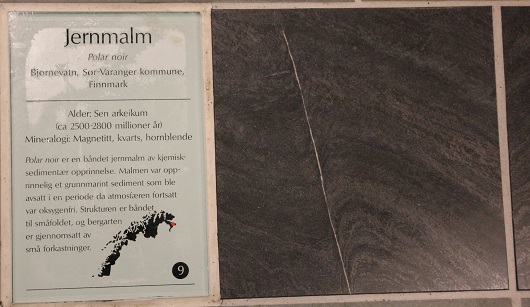 Jernmalm
Polar noir
Bjørnevatn, Sør-Varanger kommune,
Finnmark
Alder: Sen arkeikum
(ca 2500-2800 millioner år)
Mineralogi: Magnetitt, kvarts, hornblende
Polar noir er en båndet jernmalm av kjemisk-
sedimentær opprinnelse. Malmen var opp-
rinnelig et grunnmarint sediment som ble
avsatt i en periode da atmosfæren fortsatt
var oksygenfri. Strukturen er båndet
til småfoldet, og bergarten
er gjennomsatt av
små forkastninger.
9